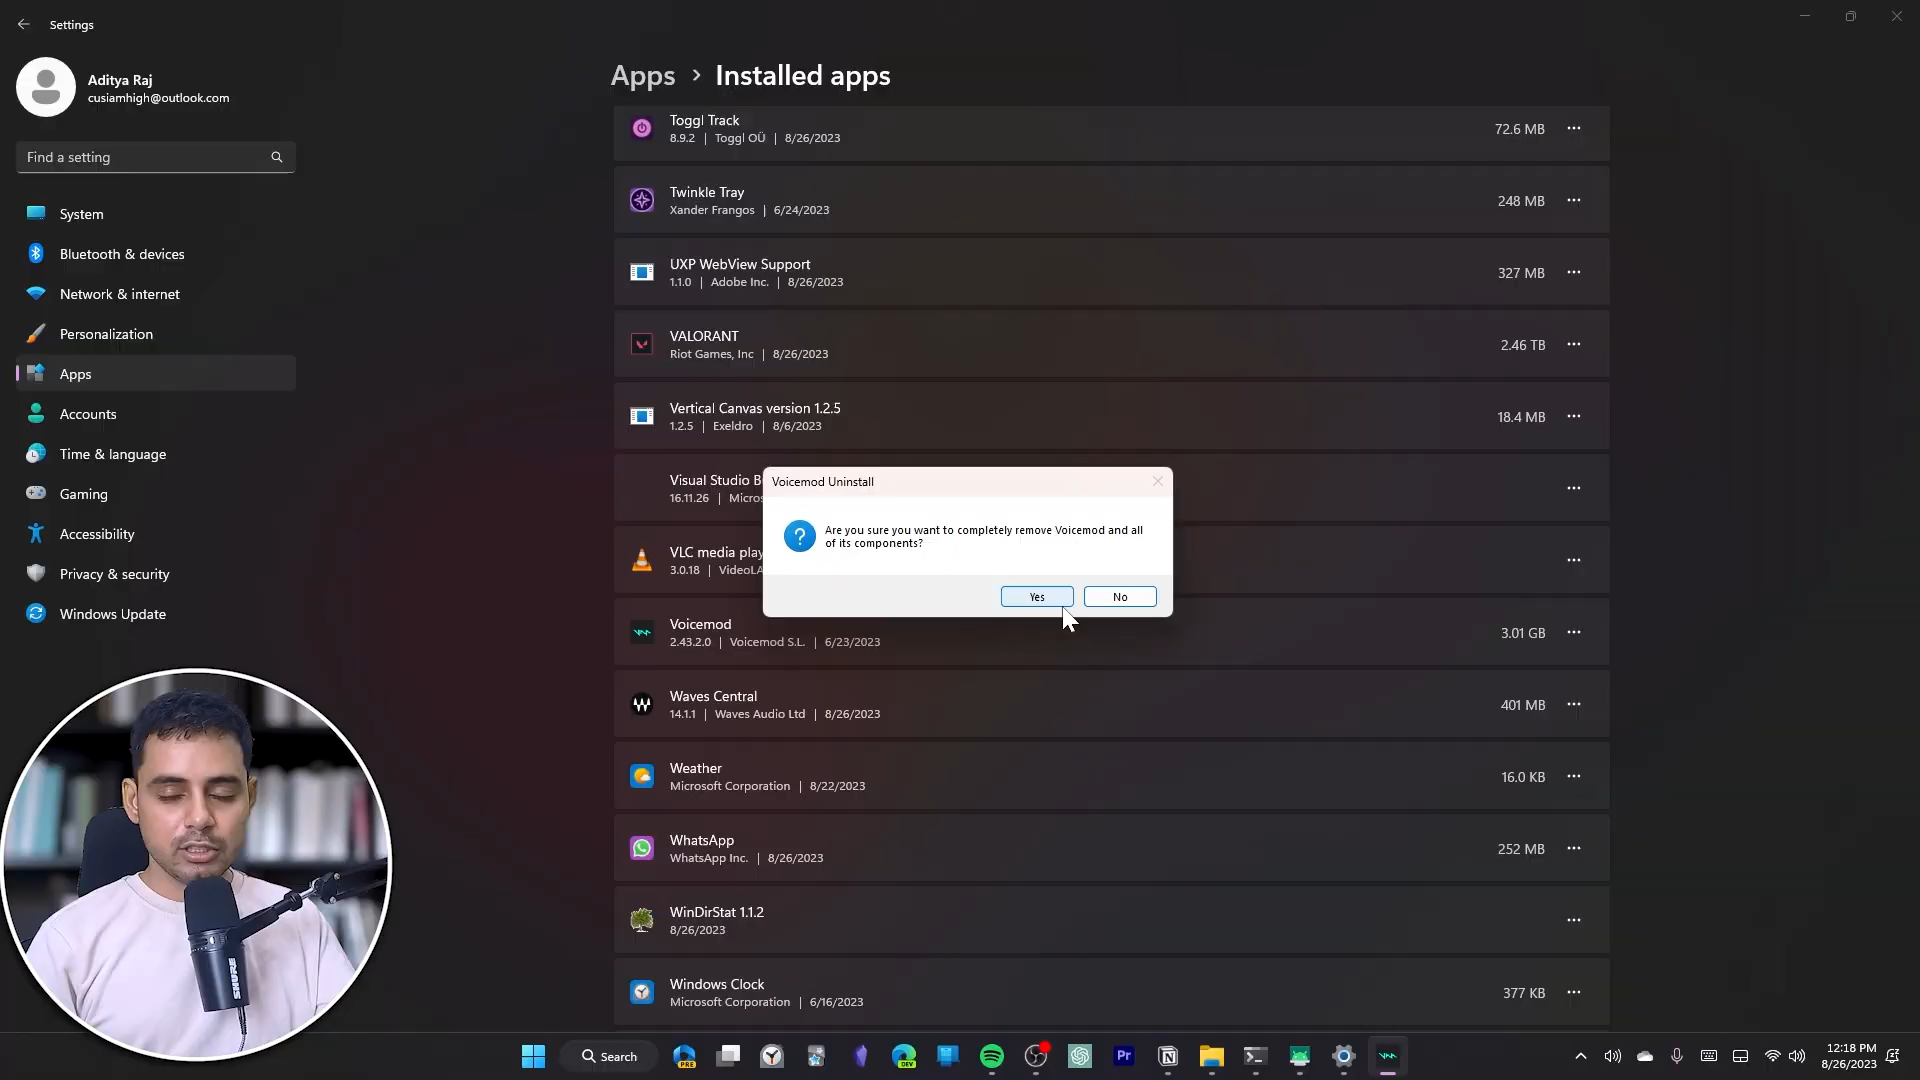 Settings
Aditya Raj
cusiamhigh@outlook.com
Find a setting
System
Bluetooth & devices
Network & internet
Personalization
Apps
Accounts
Time & language
Gaming
Accessibility
Privacy & security
Windows Update
Apps > Installed apps
Toggl Track
8.9.2 | Toggl OÜ | 8/26/2023
72.6 MB
Twinkle Tray
Xander Frangos | 6/24/2023
248 MB
UXP WebView Support
1.1.0 | Adobe Inc. | 8/26/2023
327 MB
VALORANT
Riot Games, Inc | 8/26/2023
2.46 TB
Vertical Canvas version 1.2.5
1.2.5 | Exeldro | 8/6/2023
18.4 MB
Visual Studio B
16.11.26 | Micros
VLC media play
3.0.18 | VideoLA
Voicemod Uninstall
Are you sure you want to completely remove Voicemod and all
of its components?
Yes
No
Voicemod
2.43.2.0 | Voicemod S.L. | 6/23/2023
3.01 GB
Waves Central
14.1.1 | Waves Audio Ltd | 8/26/2023
401 MB
Weather
Microsoft Corporation | 8/22/2023
16.0 KB
WhatsApp
WhatsApp Inc. | 8/26/2023
252 MB
WinDirStat 1.1.2
8/26/2023
Windows Clock
Microsoft Corporation | 6/16/2023
377 KB
SHURE
Search
PRE
DEV
Pr
12:18 PM
8/26/2023